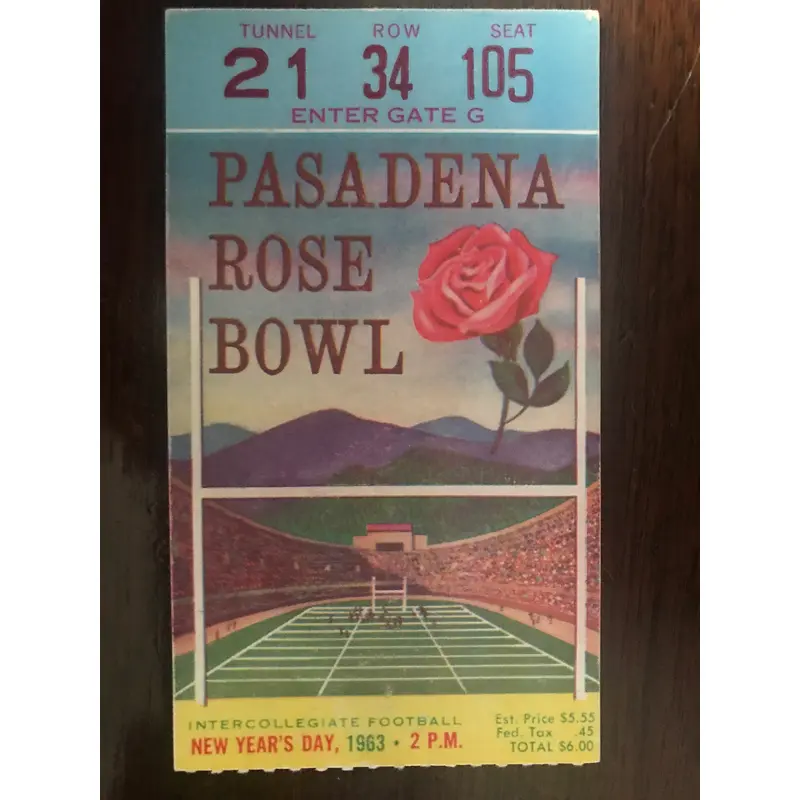 TUNNEL ROW SEAT
21 34 105
ENTER GATE G
PASADENA
ROSE
BOWL
INTERCOLLEGIATE FOOTBALL
NEW YEAR'S DAY, 1963 • 2 P.M.
Est. Price $5.55
Fed. Tax .45
TOTAL $6.00